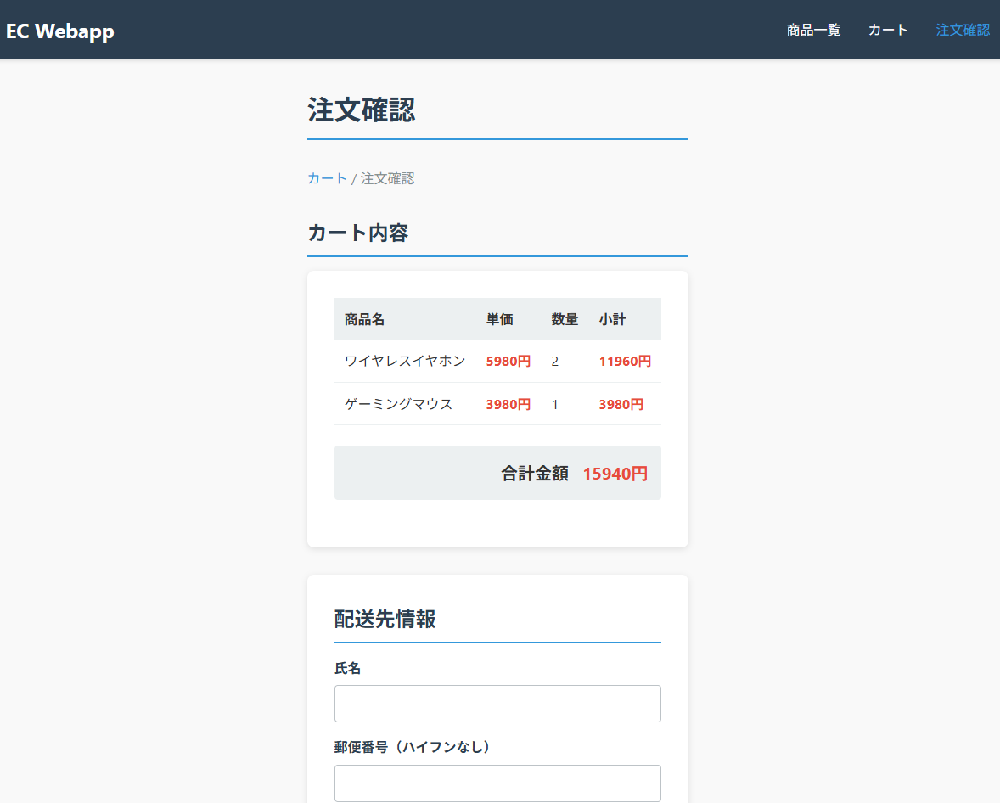 EC Webapp 商品一覧 カート 注文確認
注文確認
カート / 注文確認
カート内容
商品名 単価 数量 小計
ワイヤレスイヤホン 5980円 2 11960円
ゲーミングマウス 3980円 1 3980円
合計金額 15940円
配送先情報
氏名
郵便番号（ハイフンなし）